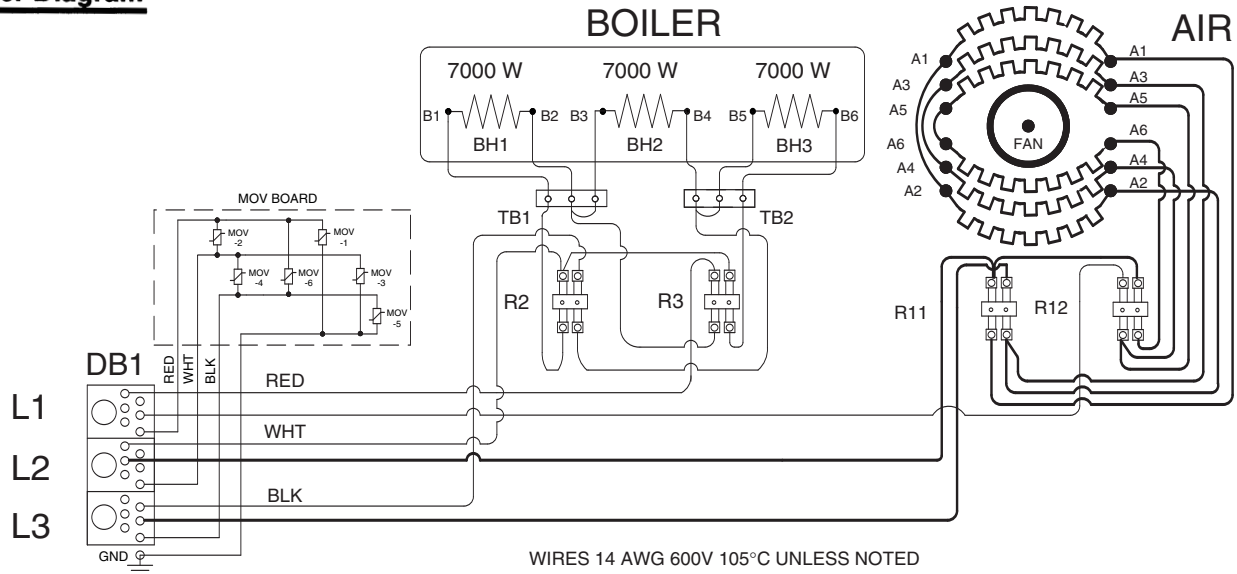 Diagram
BOILER
AIR
7000 W
7000 W
7000 W
B1
B2
B3
B4
B5
B6
BH1
BH2
BH3
TB1
TB2
A1
A3
A5
A6
A4
A2
FAN
A1
A3
A5
A6
A4
A2
MOV BOARD
MOV
-2
MOV
-1
MOV
-4
MOV
-6
MOV
-3
MOV
-5
R2
R3
R11
R12
DB1
RED
WHT
BLK
L1
RED
WHT
L2
BLK
L3
GND
WIRES 14 AWG 600V 105°C UNLESS NOTED